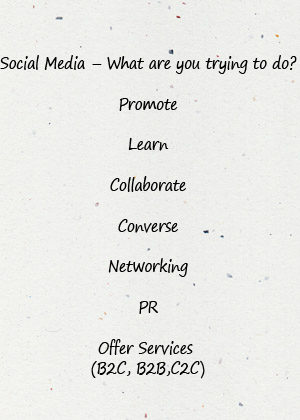 Social Media – What are you trying to do?
Promote
Learn
Collaborate
Converse
Networking
PR
Offer Services
(B2C, B2B,C2C)